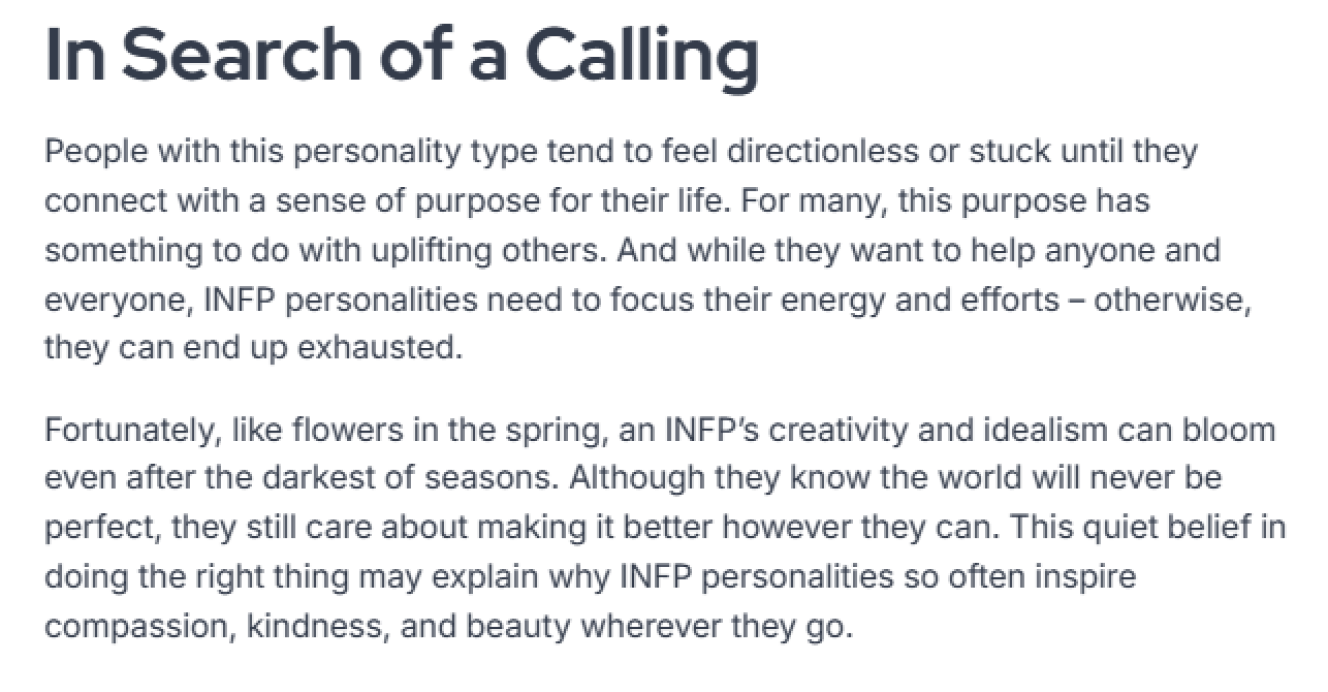 In Search of a Calling
People with this personality type tend to feel directionless or stuck until they
connect with a sense of purpose for their life. For many, this purpose has
something to do with uplifting others. And while they want to help anyone and
everyone, INFP personalities need to focus their energy and efforts – otherwise,
they can end up exhausted.
Fortunately, like flowers in the spring, an INFP’s creativity and idealism can bloom
even after the darkest of seasons. Although they know the world will never be
perfect, they still care about making it better however they can. This quiet belief in
doing the right thing may explain why INFP personalities so often inspire
compassion, kindness, and beauty wherever they go.